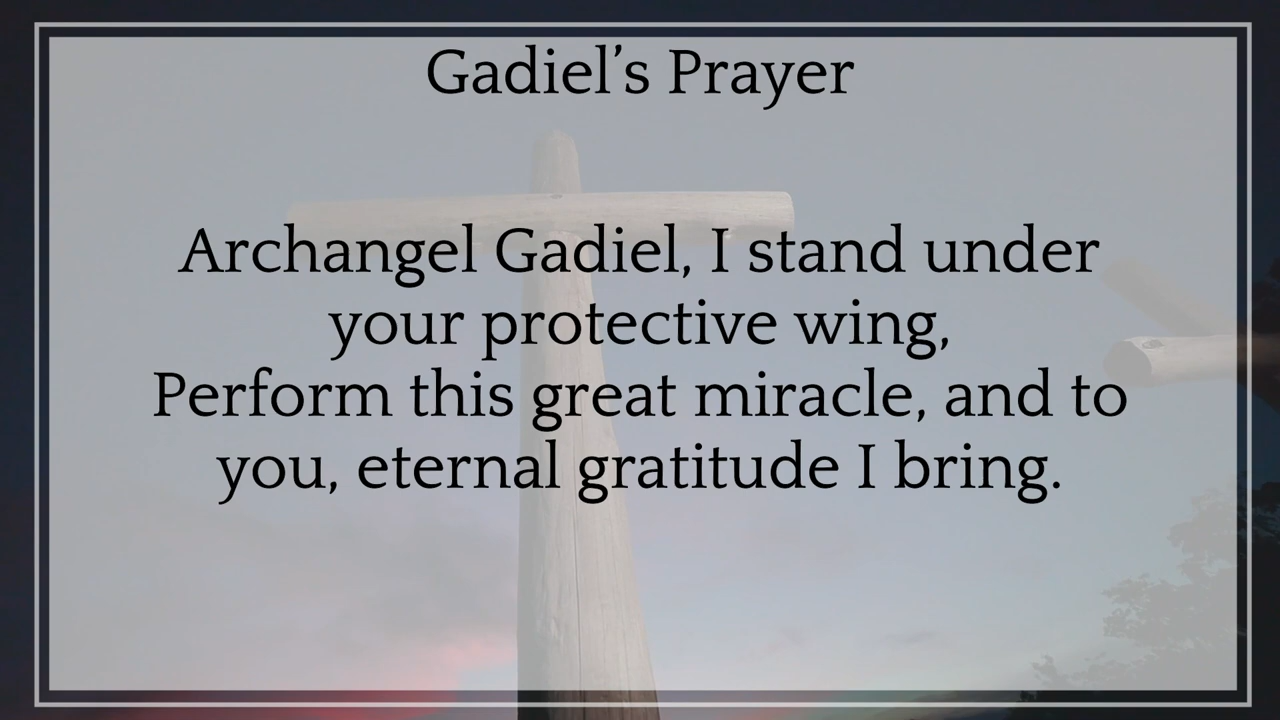 Gadiel’s Prayer
Archangel Gadiel, I stand under
your protective wing,
Perform this great miracle, and to
you, eternal gratitude I bring.